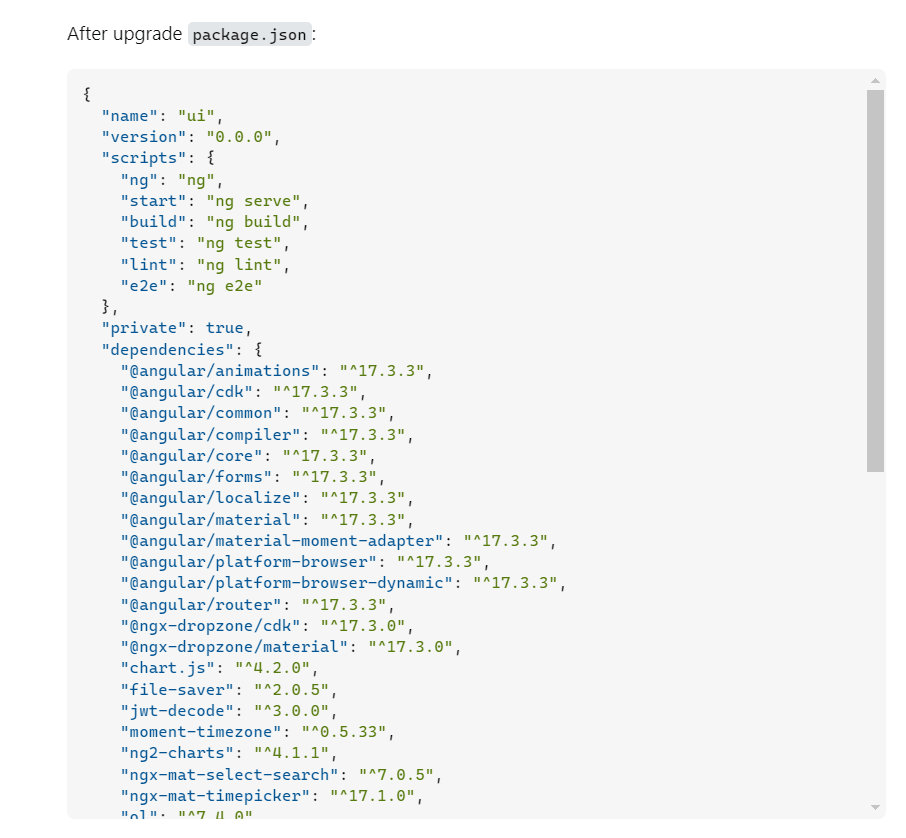 After upgrade package.json:
{
  "name": "ui",
  "version": "0.0.0",
  "scripts": {
    "ng": "ng",
    "start": "ng serve",
    "build": "ng build",
    "test": "ng test",
    "lint": "ng lint",
    "e2e": "ng e2e"
  },
  "private": true,
  "dependencies": {
    "@angular/animations": "^17.3.3",
    "@angular/cdk": "^17.3.3",
    "@angular/common": "^17.3.3",
    "@angular/compiler": "^17.3.3",
    "@angular/core": "^17.3.3",
    "@angular/forms": "^17.3.3",
    "@angular/localize": "^17.3.3",
    "@angular/material": "^17.3.3",
    "@angular/material-moment-adapter": "^17.3.3",
    "@angular/platform-browser": "^17.3.3",
    "@angular/platform-browser-dynamic": "^17.3.3",
    "@angular/router": "^17.3.3",
    "@ngx-dropzone/cdk": "^17.3.0",
    "@ngx-dropzone/material": "^17.3.0",
    "chart.js": "^4.2.0",
    "file-saver": "^2.0.5",
    "jwt-decode": "^3.0.0",
    "moment-timezone": "^0.5.33",
    "ng2-charts": "^4.1.1",
    "ngx-mat-select-search": "^7.0.5",
    "ngx-mat-timepicker": "^17.1.0",
    "ol": "^7.4.0"